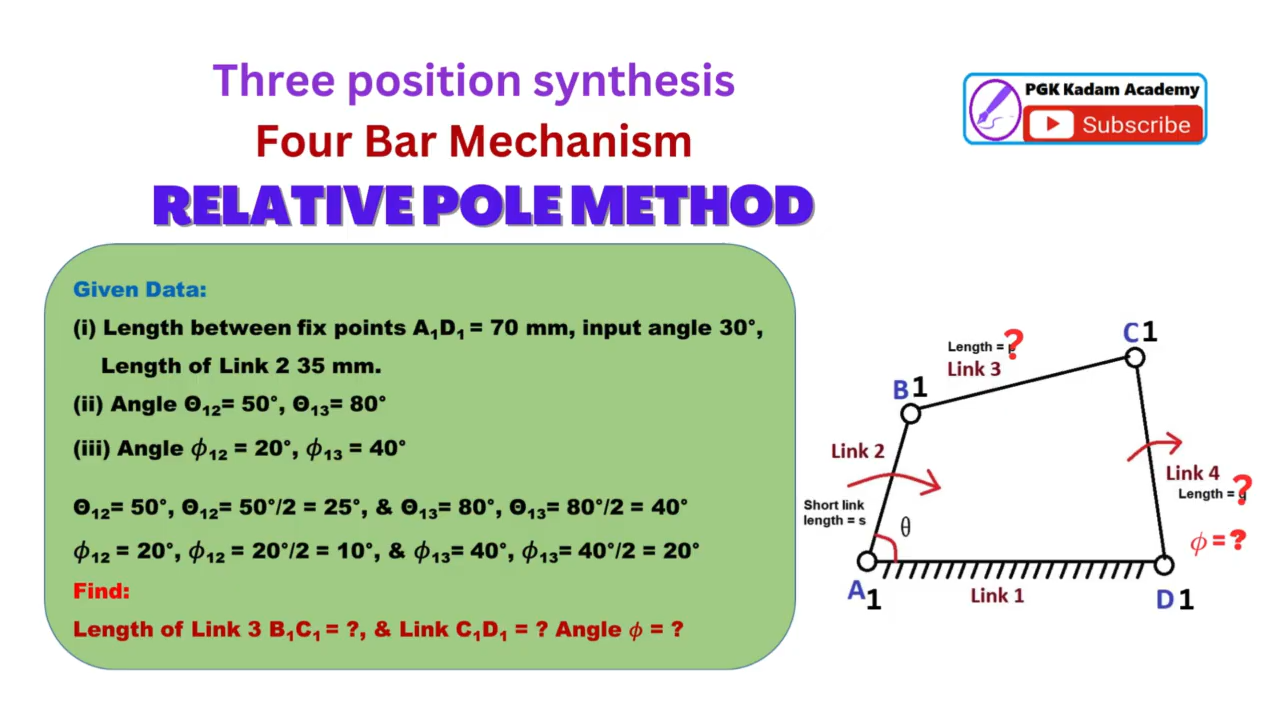 Three position synthesis
Four Bar Mechanism
RELATIVE POLE METHOD
PGK Kadam Academy
Subscribe
Given Data:
(i) Length between fix points A₁D₁ = 70 mm, input angle 30°,
Length of Link 2 35 mm.
(ii) Angle Θ₁₂= 50°, Θ₁₃= 80°
(iii) Angle ϕ₁₂ = 20°, ϕ₁₃ = 40°
Θ₁₂= 50°, Θ₁₂= 50°/2 = 25°, & Θ₁₃= 80°, Θ₁₃= 80°/2 = 40°
ϕ₁₂ = 20°, ϕ₁₂ = 20°/2 = 10°, & ϕ₁₃= 40°, ϕ₁₃= 40°/2 = 20°
Find:
Length of Link 3 B₁C₁ = ?, & Link C₁D₁ = ? Angle ϕ = ?
C1
Length = ?
Link 3
B1
Link 2
Link 4
Length = ?
Short link
length = s
θ
ϕ = ?
A1
Link 1
D1